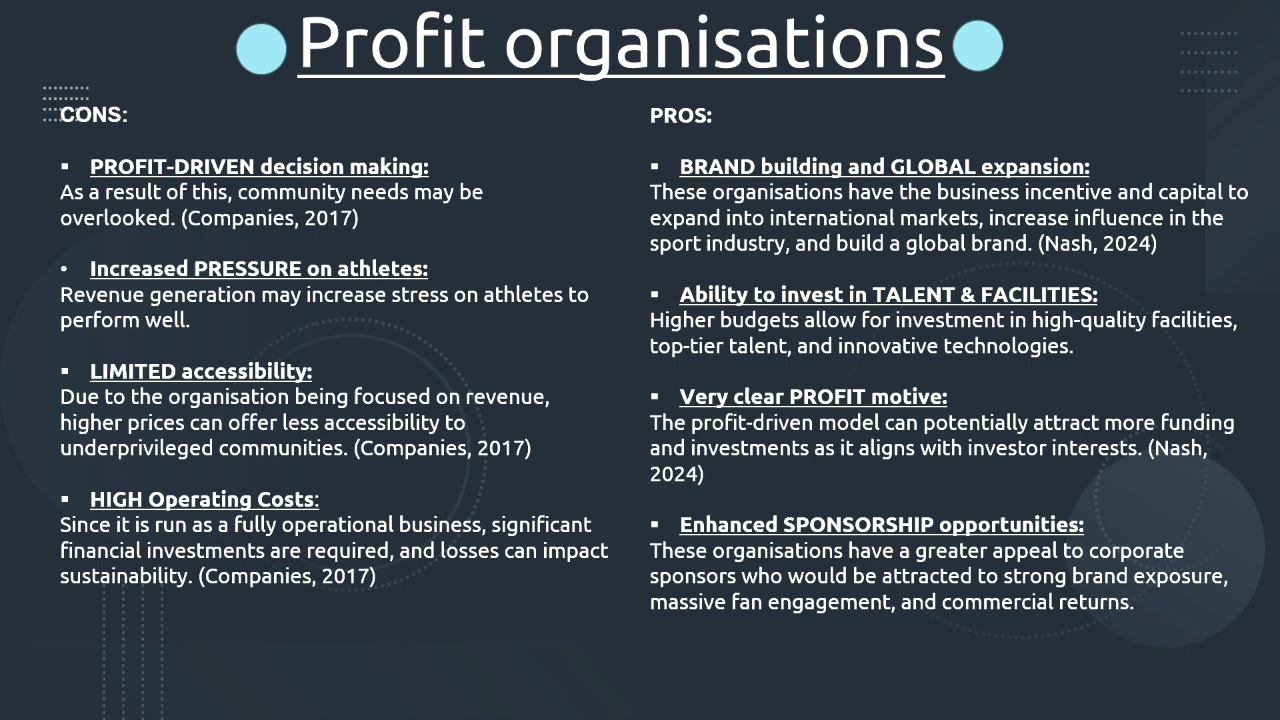 Profit organisations
CONS:
▪ PROFIT-DRIVEN decision making:
As a result of this, community needs may be
overlooked. (Companies, 2017)
• Increased PRESSURE on athletes:
Revenue generation may increase stress on athletes to
perform well.
▪ LIMITED accessibility:
Due to the organisation being focused on revenue,
higher prices can offer less accessibility to
underprivileged communities. (Companies, 2017)
▪ HIGH Operating Costs:
Since it is run as a fully operational business, significant
financial investments are required, and losses can impact
sustainability. (Companies, 2017)
PROS:
▪ BRAND building and GLOBAL expansion:
These organisations have the business incentive and capital to
expand into international markets, increase influence in the
sport industry, and build a global brand. (Nash, 2024)
▪ Ability to invest in TALENT & FACILITIES:
Higher budgets allow for investment in high-quality facilities,
top-tier talent, and innovative technologies.
▪ Very clear PROFIT motive:
The profit-driven model can potentially attract more funding
and investments as it aligns with investor interests. (Nash,
2024)
▪ Enhanced SPONSORSHIP opportunities:
These organisations have a greater appeal to corporate
sponsors who would be attracted to strong brand exposure,
massive fan engagement, and commercial returns.